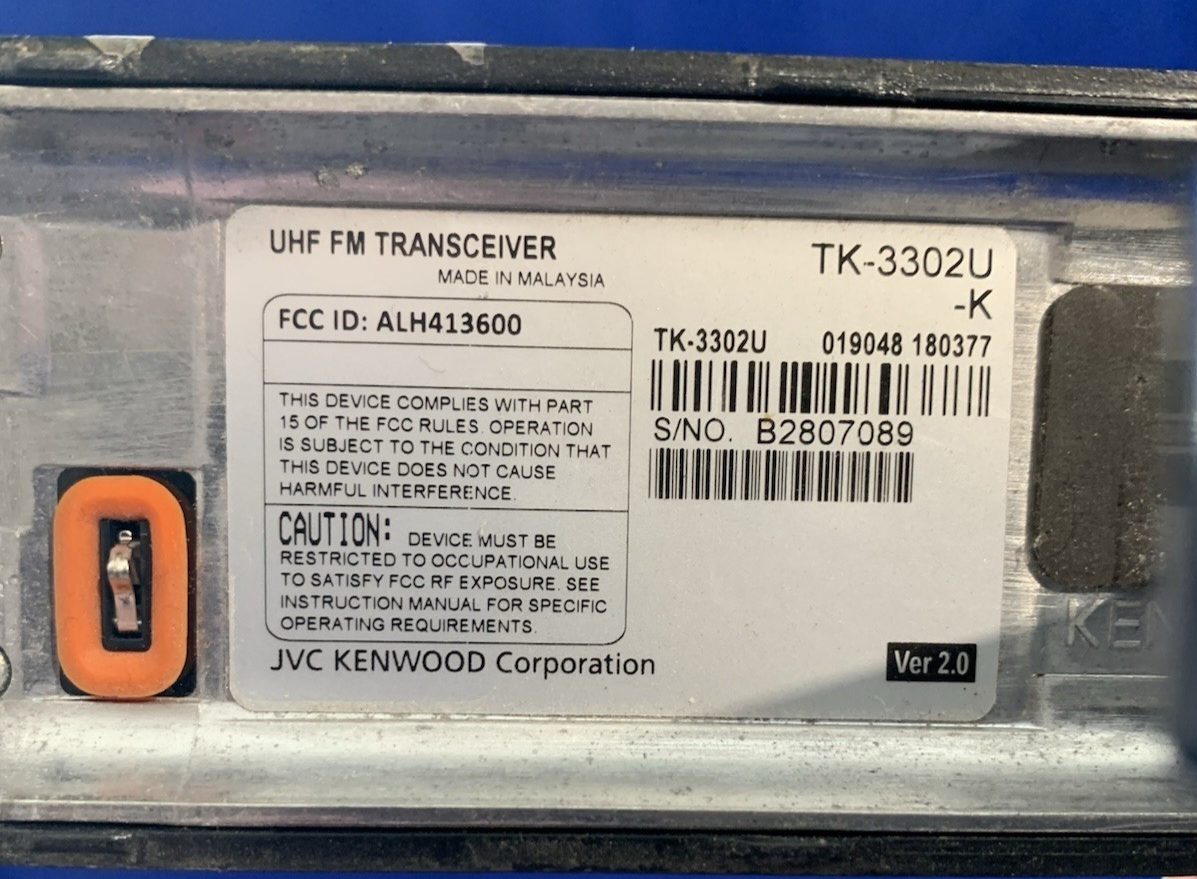 UHF FM TRANSCEIVER
MADE IN MALAYSIA
TK-3302U
-K
FCC ID: ALH413600
TK-3302U 019048 180377
S/NO. B2807089
THIS DEVICE COMPLIES WITH PART
15 OF THE FCC RULES. OPERATION
IS SUBJECT TO THE CONDITION THAT
THIS DEVICE DOES NOT CAUSE
HARMFUL INTERFERENCE.
CAUTION: DEVICE MUST BE
RESTRICTED TO OCCUPATIONAL USE
TO SATISFY FCC RF EXPOSURE. SEE
INSTRUCTION MANUAL FOR SPECIFIC
OPERATING REQUIREMENTS.
JVC KENWOOD Corporation
Ver 2.0
KEN